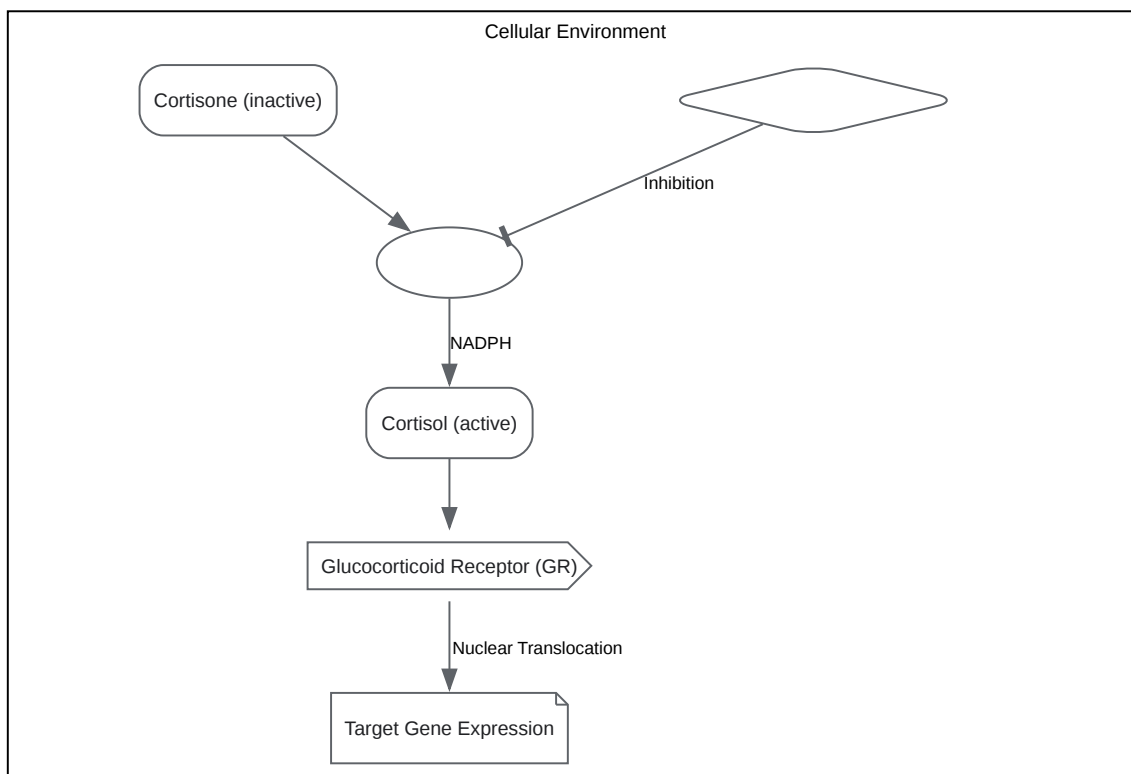 Cellular Environment
Cortisone (inactive)
Inhibition
NADPH
Cortisol (active)
Glucocorticoid Receptor (GR)
Nuclear Translocation
Target Gene Expression